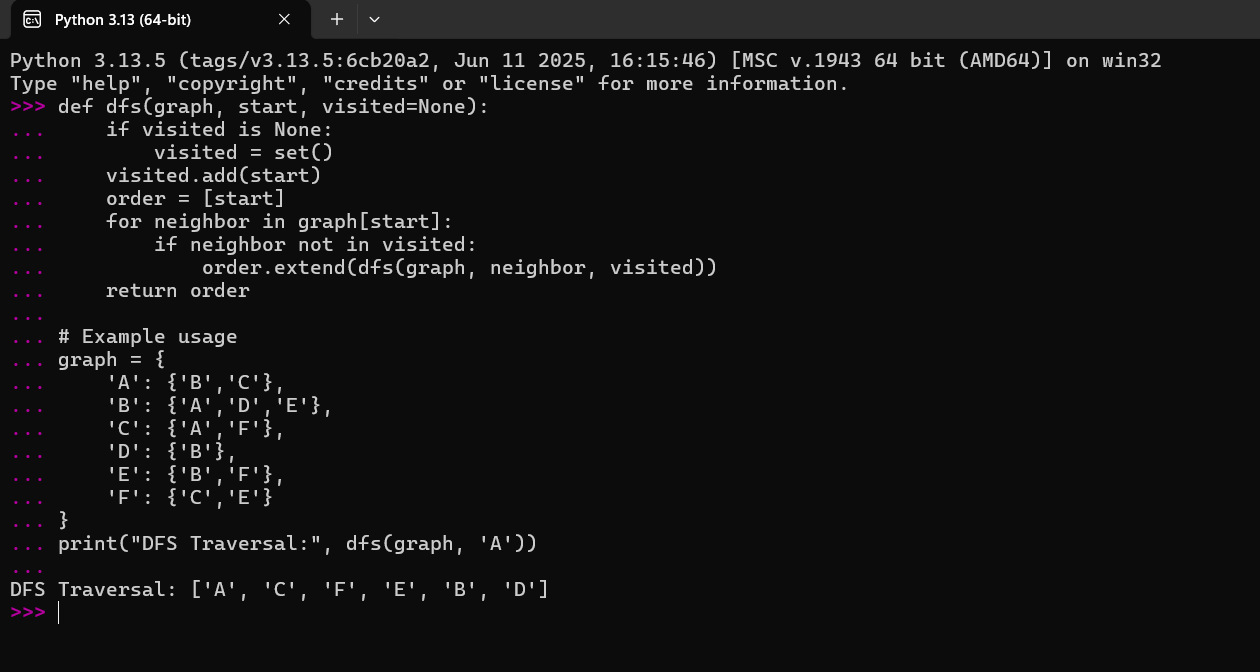 Python 3.13 (64-bit)
Python 3.13.5 (tags/v3.13.5:6cb20a2, Jun 11 2025, 16:15:46) [MSC v.1943 64 bit (AMD64)] on win32
Type "help", "copyright", "credits" or "license" for more information.
>>> def dfs(graph, start, visited=None):
...     if visited is None:
...         visited = set()
...     visited.add(start)
...     order = [start]
...     for neighbor in graph[start]:
...         if neighbor not in visited:
...             order.extend(dfs(graph, neighbor, visited))
...     return order
...
... # Example usage
... graph = {
...     'A': {'B','C'},
...     'B': {'A','D','E'},
...     'C': {'A','F'},
...     'D': {'B'},
...     'E': {'B','F'},
...     'F': {'C','E'}
... }
... print("DFS Traversal:", dfs(graph, 'A'))
...
DFS Traversal: ['A', 'C', 'F', 'E', 'B', 'D']
>>>